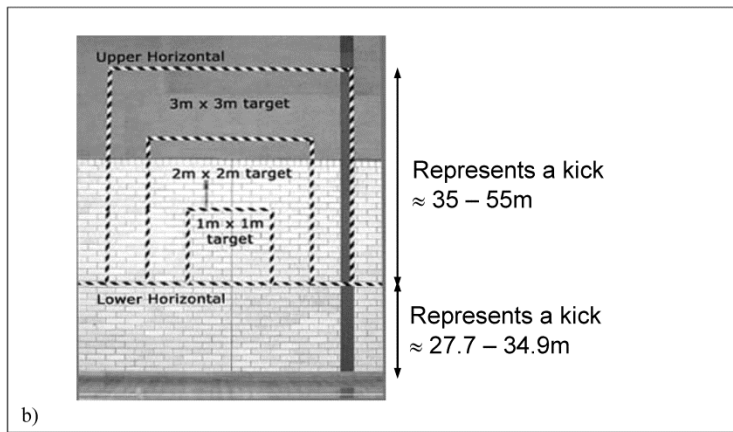 Upper Horizontal
3m x 3m target
2m x 2m target
1m x 1m
target
Lower Horizontal
Represents a kick
≈ 35 – 55m
Represents a kick
≈ 27.7 – 34.9m
b)